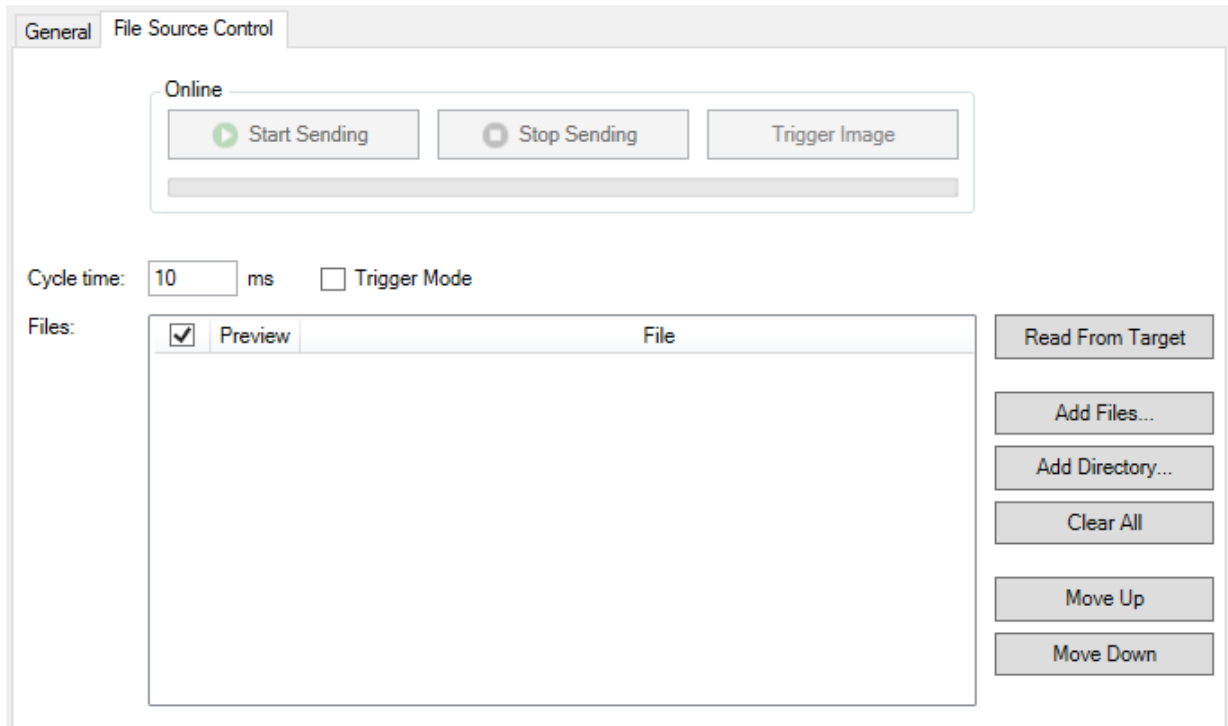 General File Source Control
Online
Start Sending Stop Sending Trigger Image
Cycle time: 10 ms Trigger Mode
Files:
Preview File
Read From Target
Add Files...
Add Directory...
Clear All
Move Up
Move Down